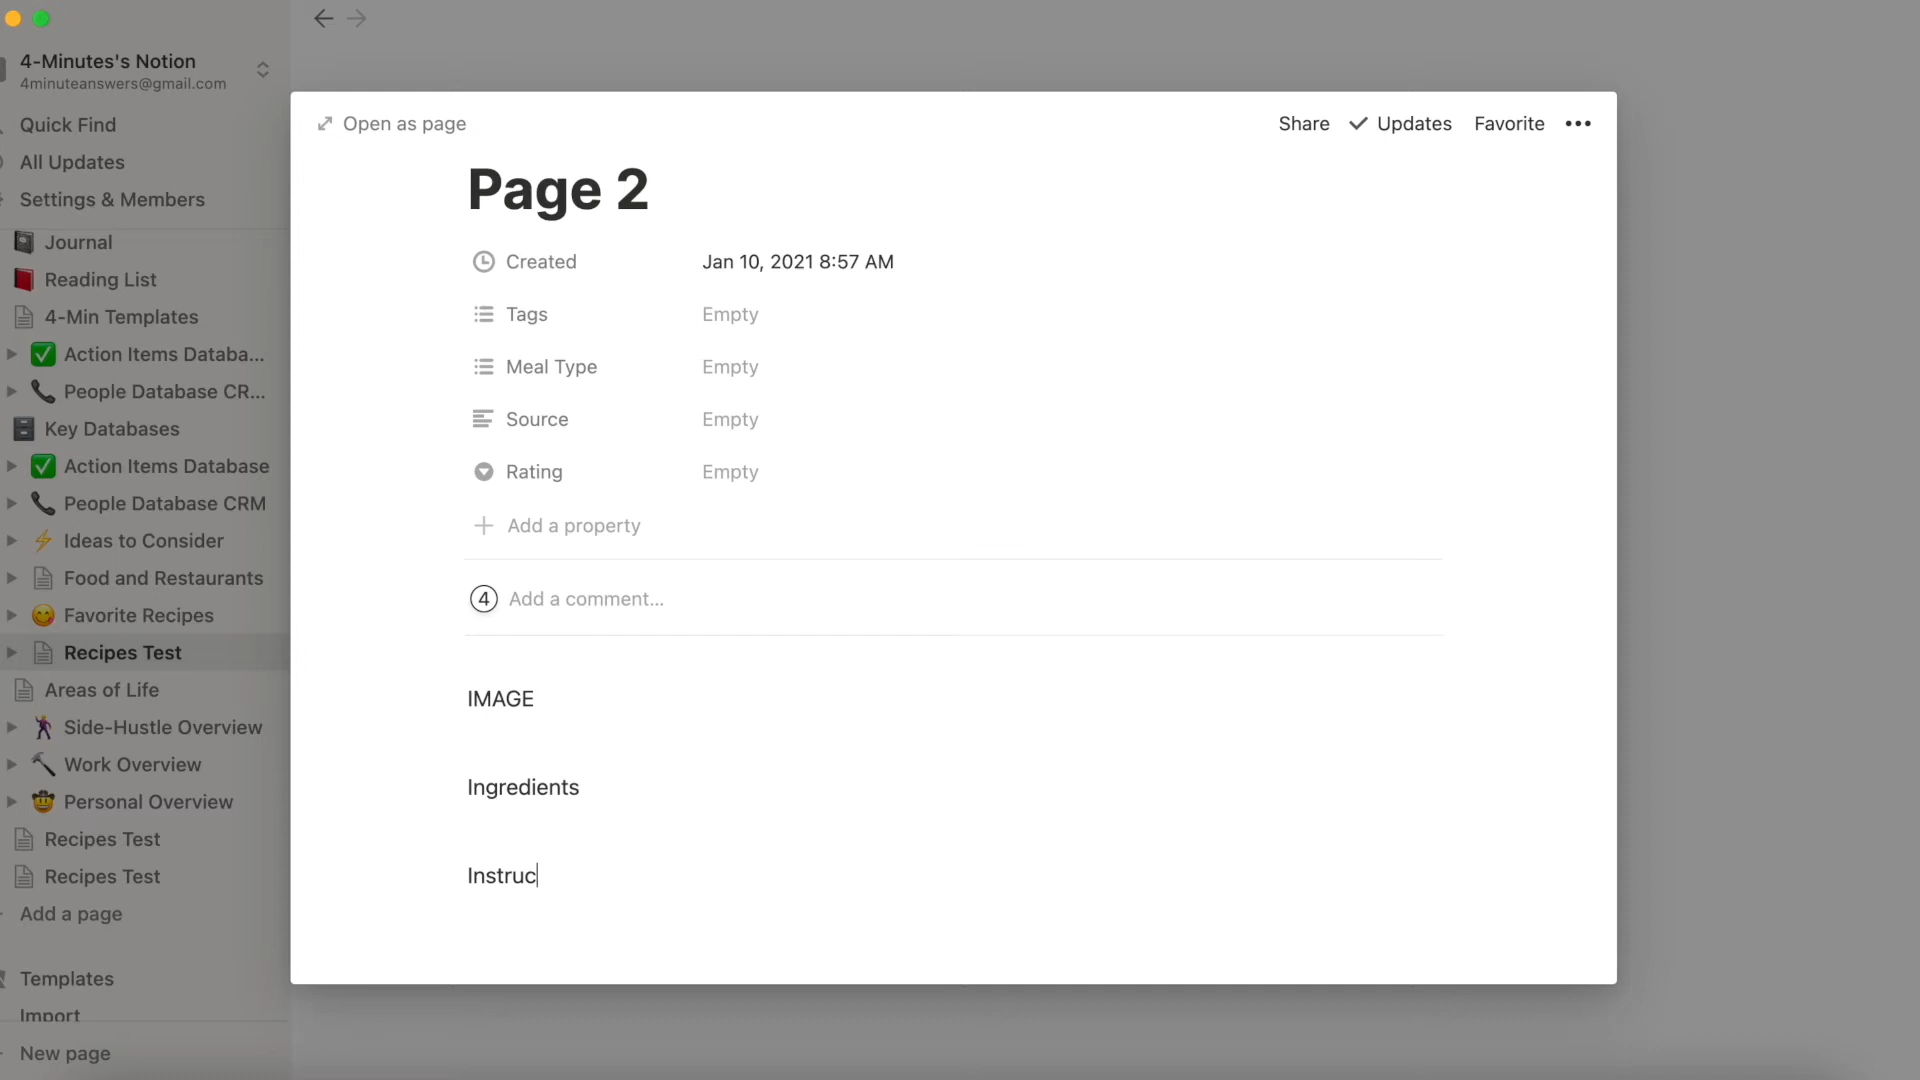 4-Minutes's Notion
4minuteanswers@gmail.com
Quick Find
All Updates
Settings & Members
Journal
Reading List
4-Min Templates
Action Items Databa...
People Database CR...
Key Databases
Action Items Database
People Database CRM
Ideas to Consider
Food and Restaurants
Favorite Recipes
Recipes Test
Areas of Life
Side-Hustle Overview
Work Overview
Personal Overview
Recipes Test
Recipes Test
Add a page
Templates
Import
New page
Open as page
Share Updates Favorite
Page 2
Created Jan 10, 2021 8:57 AM
Tags Empty
Meal Type Empty
Source Empty
Rating Empty
Add a property
4 Add a comment...
IMAGE
Ingredients
Instruc